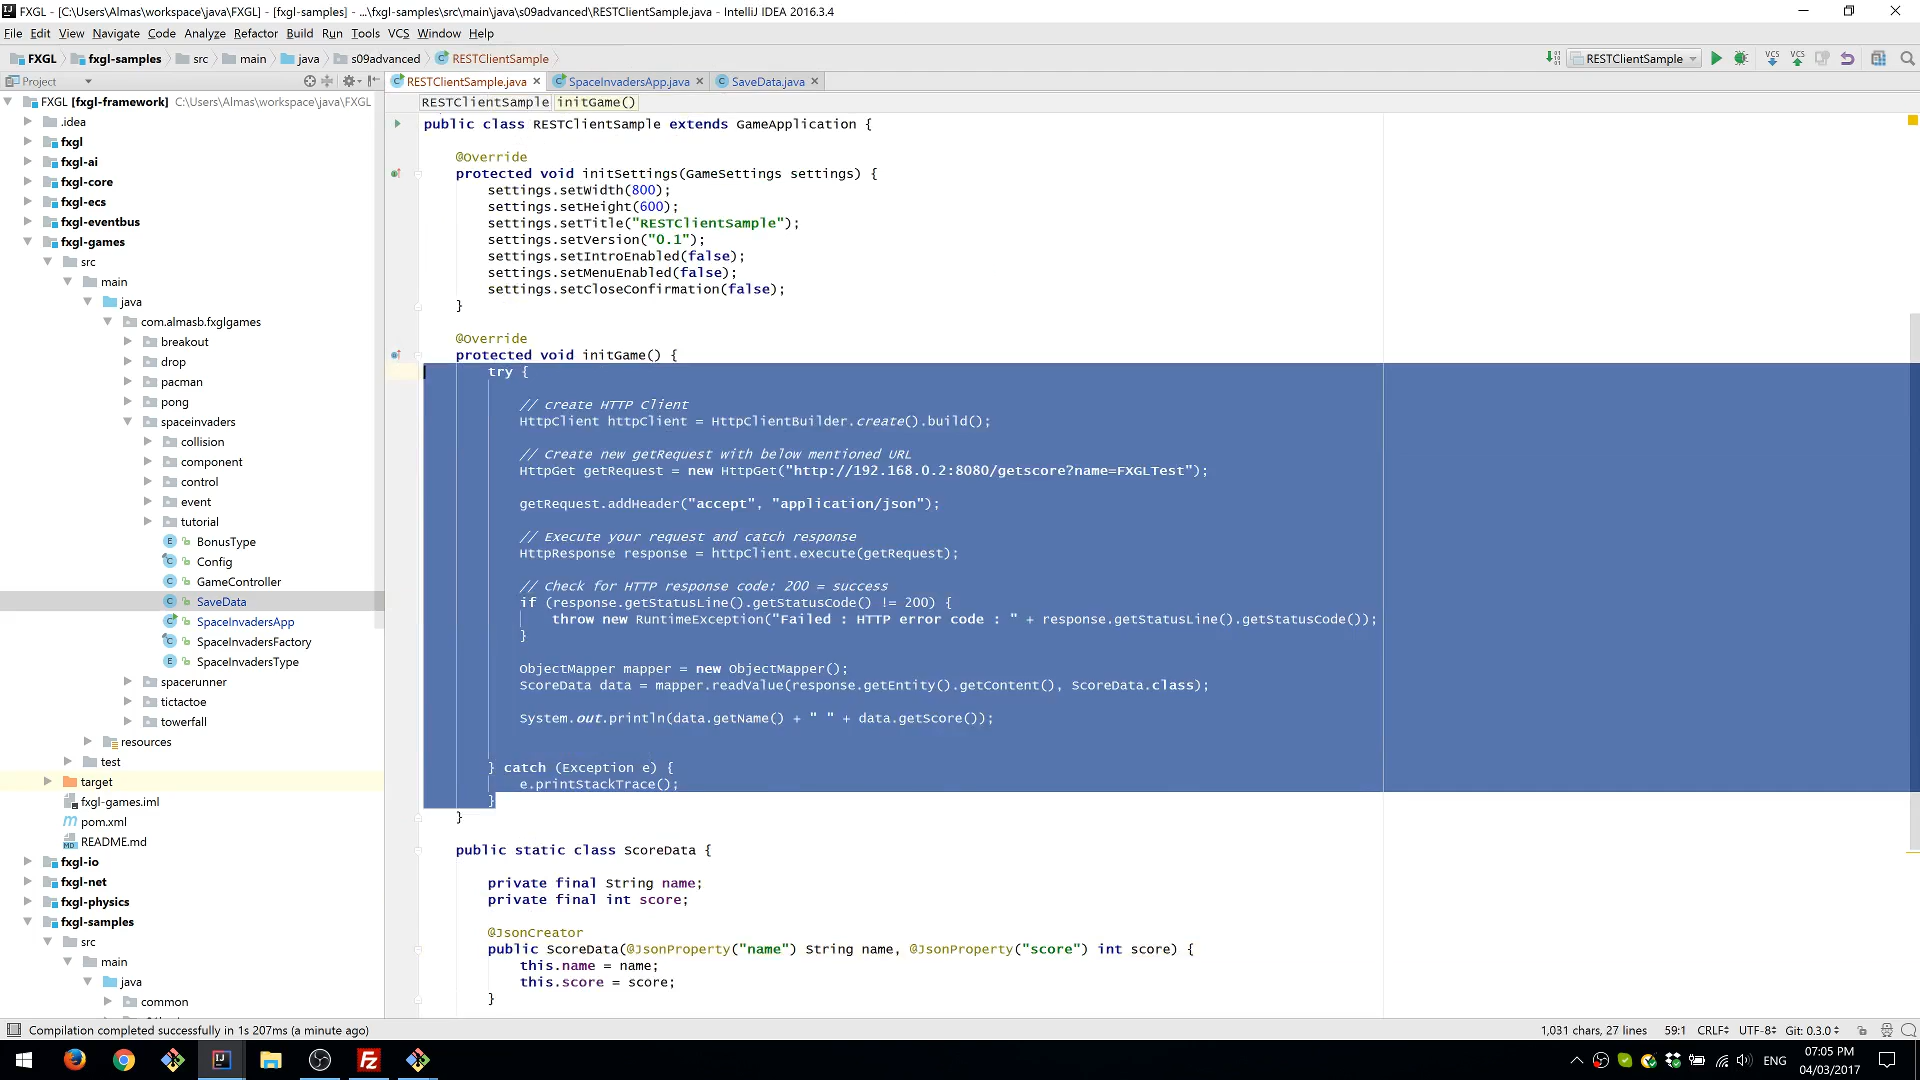 FXGL - [C:\Users\Almas\workspace\java\FXGL] - [fxgl-samples] - ...\fxgl-samples\src\main\java\s09advanced\RESTClientSample.java - IntelliJ IDEA 2016.3.4
File Edit View Navigate Code Analyze Refactor Build Run Tools VCS Window Help
FXGL fxgl-samples src main java s09advanced RESTClientSample
RESTClientSample
VCS VCS
Project
RESTClientSample.java SpaceInvadersApp.java SaveData.java
FXGL [fxgl-framework] C:\Users\Almas\workspace\java\FXGL
.idea
fxgl
fxgl-ai
fxgl-core
fxgl-ecs
fxgl-eventbus
fxgl-games
src
main
java
com.almasb.fxglgames
breakout
drop
pacman
pong
spaceinvaders
collision
component
control
event
tutorial
BonusType
Config
GameController
SaveData
SpaceInvadersApp
SpaceInvadersFactory
SpaceInvadersType
spacerunner
tictactoe
towerfall
resources
test
target
fxgl-games.iml
pom.xml
README.md
fxgl-io
fxgl-net
fxgl-physics
fxgl-samples
src
main
java
common
RESTClientSample initGame()
public class RESTClientSample extends GameApplication {
@Override
protected void initSettings(GameSettings settings) {
settings.setWidth(800);
settings.setHeight(600);
settings.setTitle("RESTClientSample");
settings.setVersion("0.1");
settings.setIntroEnabled(false);
settings.setMenuEnabled(false);
settings.setCloseConfirmation(false);
}
@Override
protected void initGame() {
try {
// create HTTP Client
HttpClient httpClient = HttpClientBuilder.create().build();
// Create new getRequest with below mentioned URL
HttpGet getRequest = new HttpGet("http://192.168.0.2:8080/getscore?name=FXGLTest");
getRequest.addHeader("accept", "application/json");
// Execute your request and catch response
HttpResponse response = httpClient.execute(getRequest);
// Check for HTTP response code: 200 = success
if (response.getStatusLine().getStatusCode() != 200) {
throw new RuntimeException("Failed : HTTP error code : " + response.getStatusLine().getStatusCode());
}
ObjectMapper mapper = new ObjectMapper();
ScoreData data = mapper.readValue(response.getEntity().getContent(), ScoreData.class);
System.out.println(data.getName() + " " + data.getScore());
} catch (Exception e) {
e.printStackTrace();
}
}
public static class ScoreData {
private final String name;
private final int score;
@JsonCreator
public ScoreData(@JsonProperty("name") String name, @JsonProperty("score") int score) {
this.name = name;
this.score = score;
}
Compilation completed successfully in 1s 207ms (a minute ago)
1,031 chars, 27 lines 59:1 CRLF UTF-8 Git: 0.3.0
ENG
07:05 PM
04/03/2017